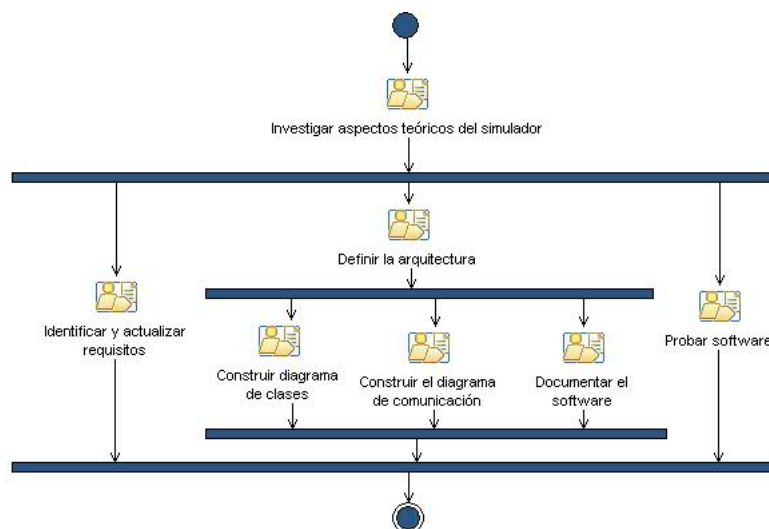 Investigar aspectos teóricos del simulador
Definir la arquitectura
Identificar y actualizar
requisitos
Probar software
Construir diagrama
de clases
Construir el diagrama
de comunicación
Documentar el
software